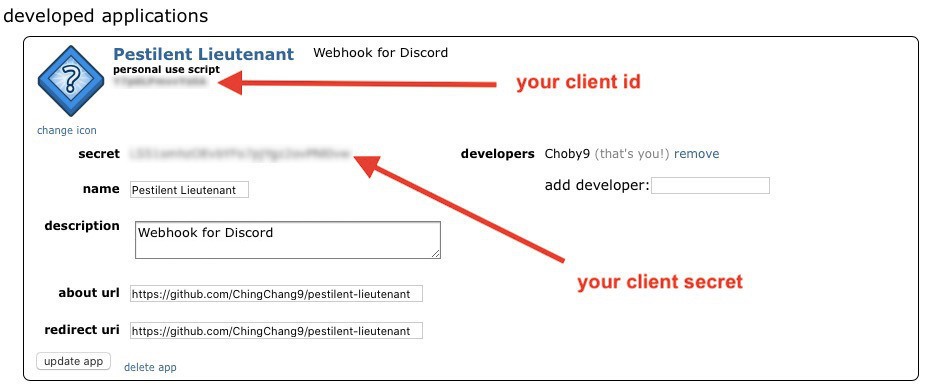 developed applications
Pestilent Lieutenant Webhook for Discord
personal use script
your client id
change icon
secret
developers Choby9 (that's you!) remove
name Pestilent Lieutenant
add developer:
description Webhook for Discord
your client secret
about url https://github.com/ChingChang9/pestilent-lieutenant
redirect uri https://github.com/ChingChang9/pestilent-lieutenant
update app delete app